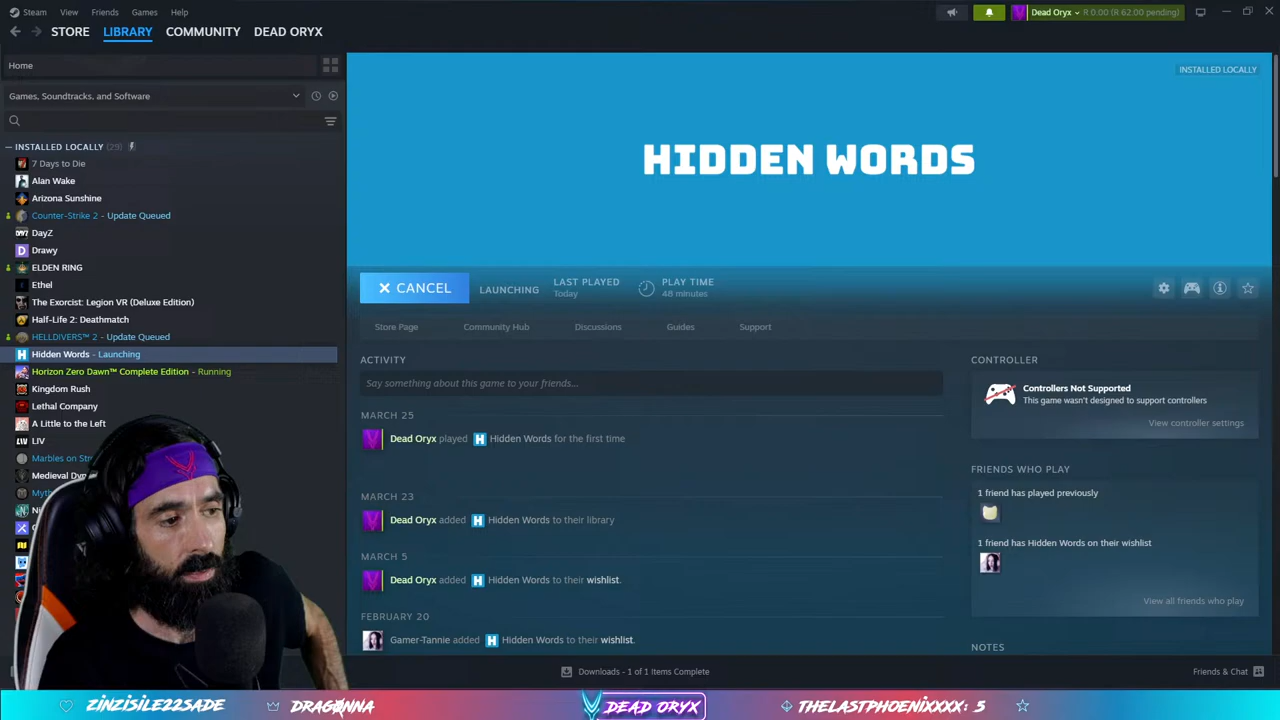 Steam View Friends Games Help
Dead Oryx R 0.00 (R 62.00 pending)
STORE LIBRARY COMMUNITY DEAD ORYX
Home
INSTALLED LOCALLY
Games, Soundtracks, and Software
HIDDEN WORDS
INSTALLED LOCALLY (29)
7 Days to Die
Alan Wake
Arizona Sunshine
Counter-Strike 2 - Update Queued
DayZ
Drawy
ELDEN RING
Ethel
The Exorcist: Legion VR (Deluxe Edition)
Half-Life 2: Deathmatch
HELLDIVERS™ 2 - Update Queued
Hidden Words - Launching
Horizon Zero Dawn™ Complete Edition - Running
Kingdom Rush
Lethal Company
A Little to the Left
LIV
Marbles on
Medieval
CANCEL
LAUNCHING
LAST PLAYED
Today
PLAY TIME
48 minutes
Store Page Community Hub Discussions Guides Support
ACTIVITY
Say something about this game to your friends...
MARCH 25
Dead Oryx played H Hidden Words for the first time
MARCH 23
Dead Oryx added H Hidden Words to their library
MARCH 5
Dead Oryx added H Hidden Words to their wishlist.
FEBRUARY 20
Gamer-Tannie added H Hidden Words to their wishlist.
CONTROLLER
Controllers Not Supported
This game wasn't designed to support controllers
View controller settings
FRIENDS WHO PLAY
1 friend has played previously
1 friend has Hidden Words on their wishlist
View all friends who play
NOTES
Downloads - 1 of 1 Items Complete
Friends & Chat
ZINZISILE22SADE DRAGONNA DEAD ORYX THELASTPHOENIXXXX: 5